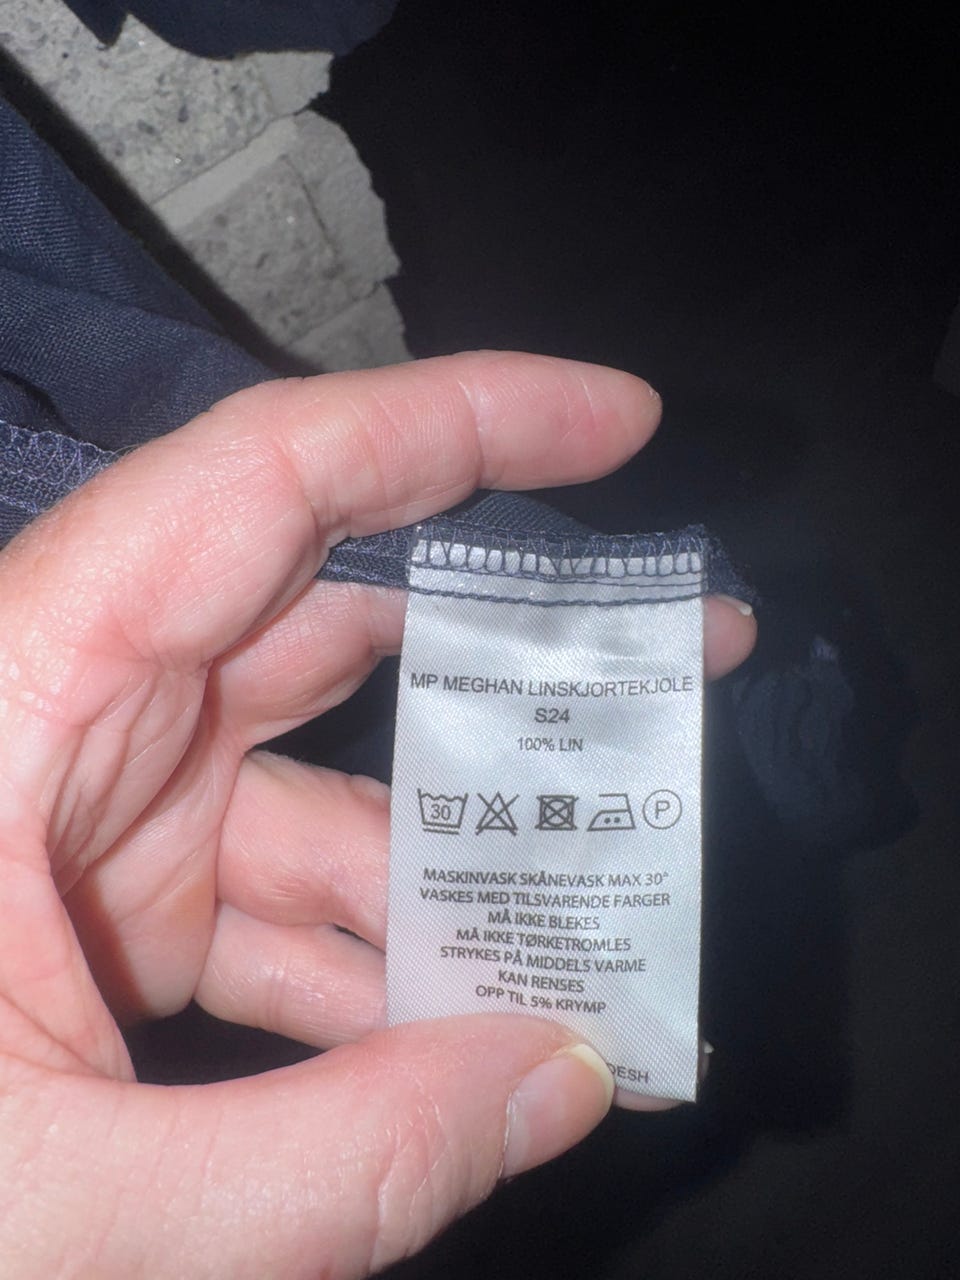 MP MEGHAN LINSKJORTEKJOLE
S24
100% LIN
30 P
MASKINVASK SKÅNEVASK MAX 30°
VASKES MED TILSVARENDE FARGER
MÅ IKKE BLEKES
MÅ IKKE TØRKETROMLES
STRYKES PÅ MIDDELS VARME
KAN RENSES
OPP TIL 5% KRYMP